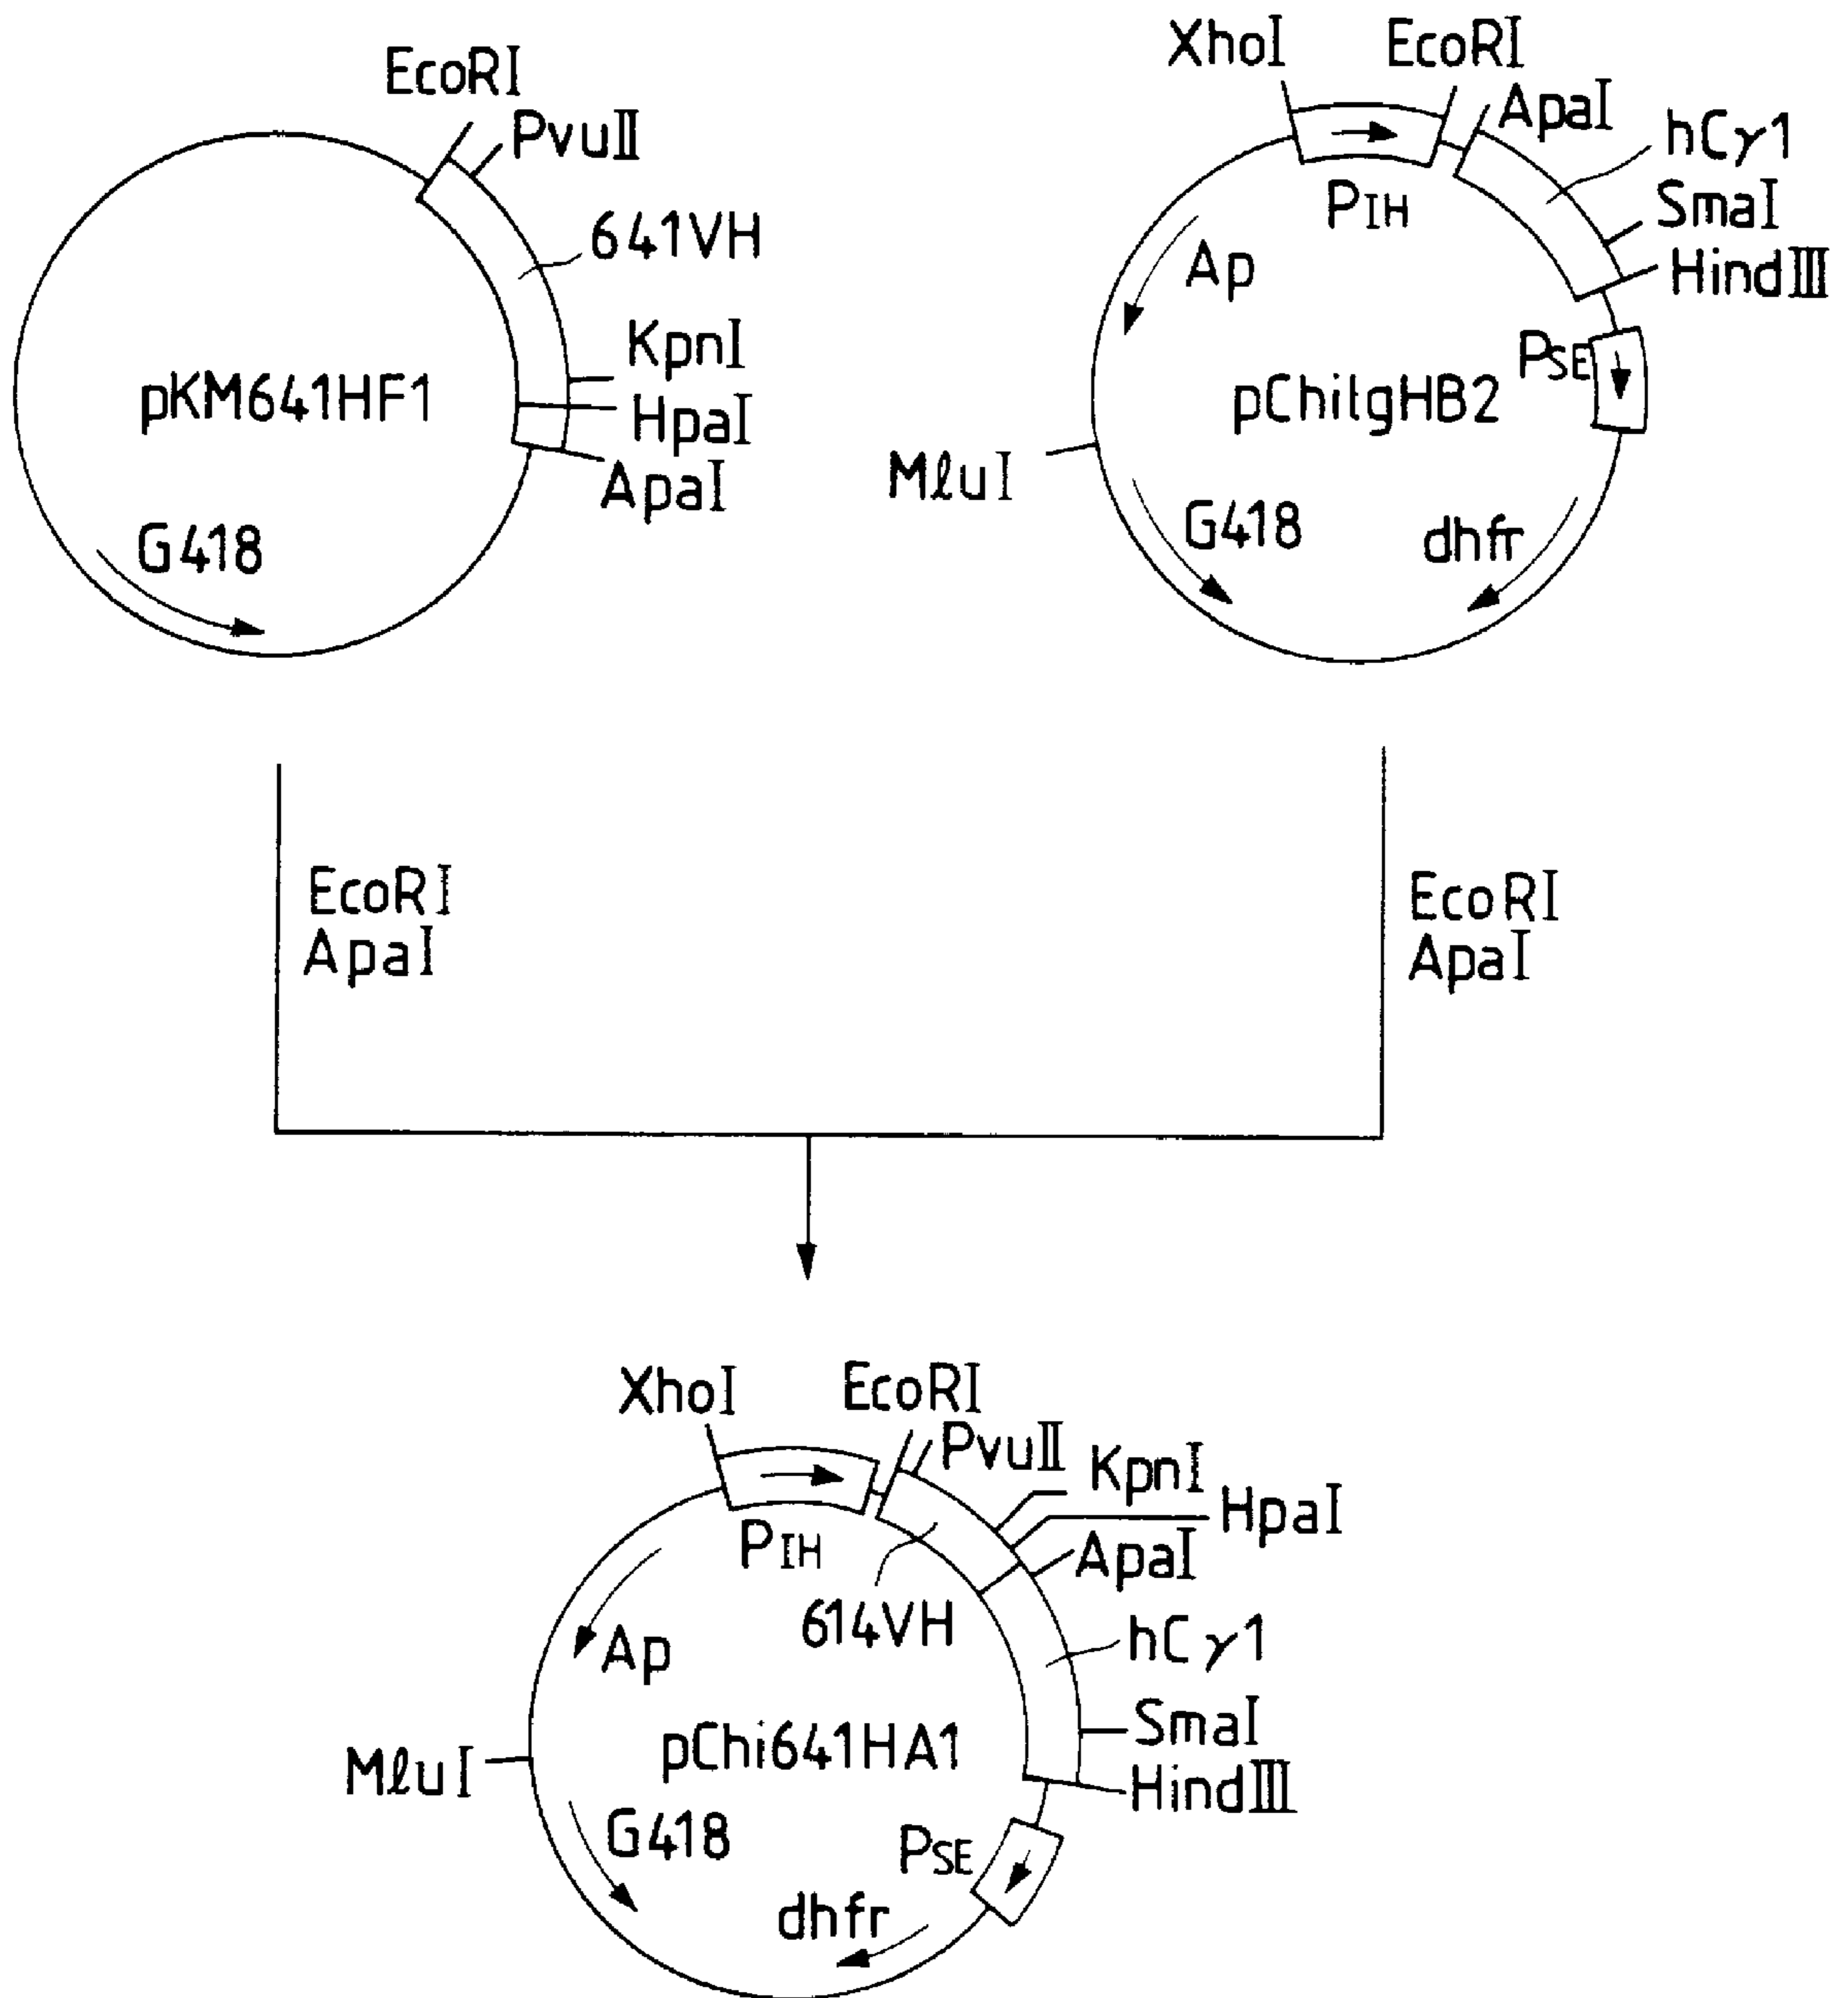 EcoRI
PvuII
641VH
KpnI
HpaI
ApaI
pKM641HF1
G418
XhoI
EcoRI
ApaI
hCγ1
SmaI
HindIII
PIH
Ap
PSE
pChiIgHB2
MluI
G418
dhfr
EcoRI
ApaI
EcoRI
ApaI
XhoI
EcoRI
PvuII
KpnI
HpaI
ApaI
PIH
614VH
hCγ1
Ap
SmaI
pChi641HA1
HindIII
MluI
G418
PSE
dhfr